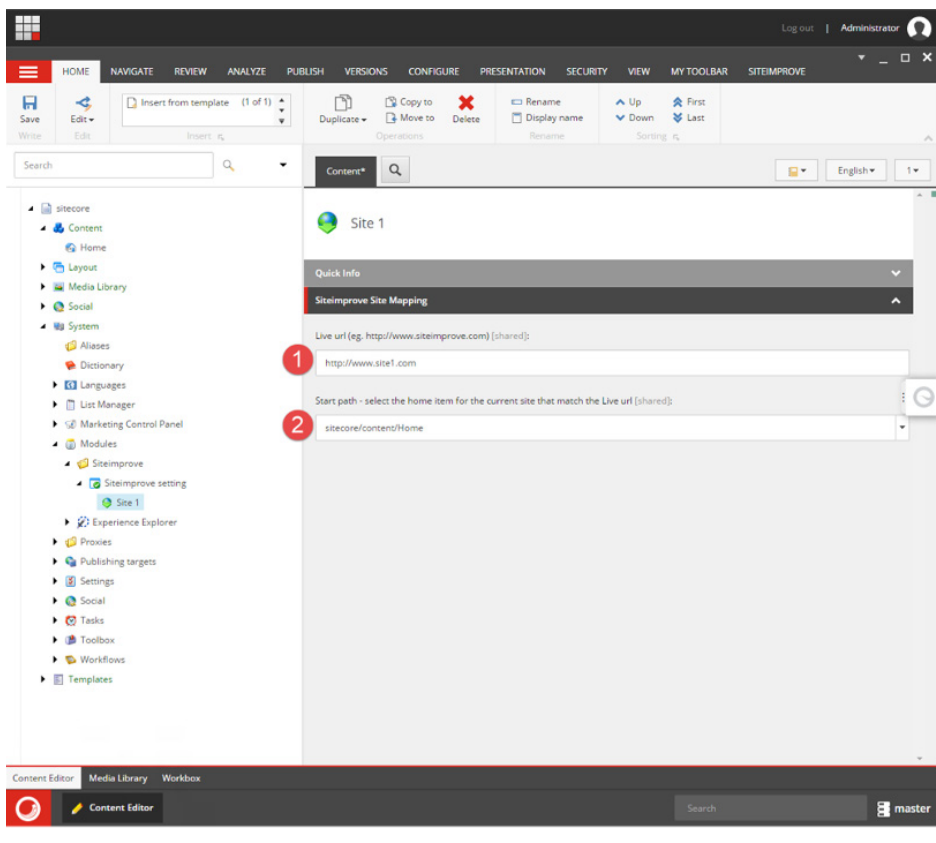 Log out | Administrator
HOME NAVIGATE REVIEW ANALYZE PUBLISH VERSIONS CONFIGURE PRESENTATION SECURITY VIEW MY TOOLBAR SITEIMPROVE
Insert from template (1 of 1) Copy to Rename Up First
Save Edit Duplicate Move to Delete Display name Down Last
Write Edit Insert Operations Rename Sorting
Search
Content* English 1
sitecore
Content
Home
Layout
Media Library
Social
System
Aliases
Dictionary
Languages
List Manager
Marketing Control Panel
Modules
Siteimprove
Siteimprove setting
Site 1
Experience Explorer
Proxies
Publishing targets
Settings
Social
Tasks
Toolbox
Workflows
Templates
Site 1
Quick Info
Siteimprove Site Mapping
Live url (eg. http://www.siteimprove.com) [shared]:
1 http://www.site1.com
Start path - select the home item for the current site that match the Live url [shared]:
2 sitecore/content/Home
Content Editor Media Library Workbox
Content Editor Search master